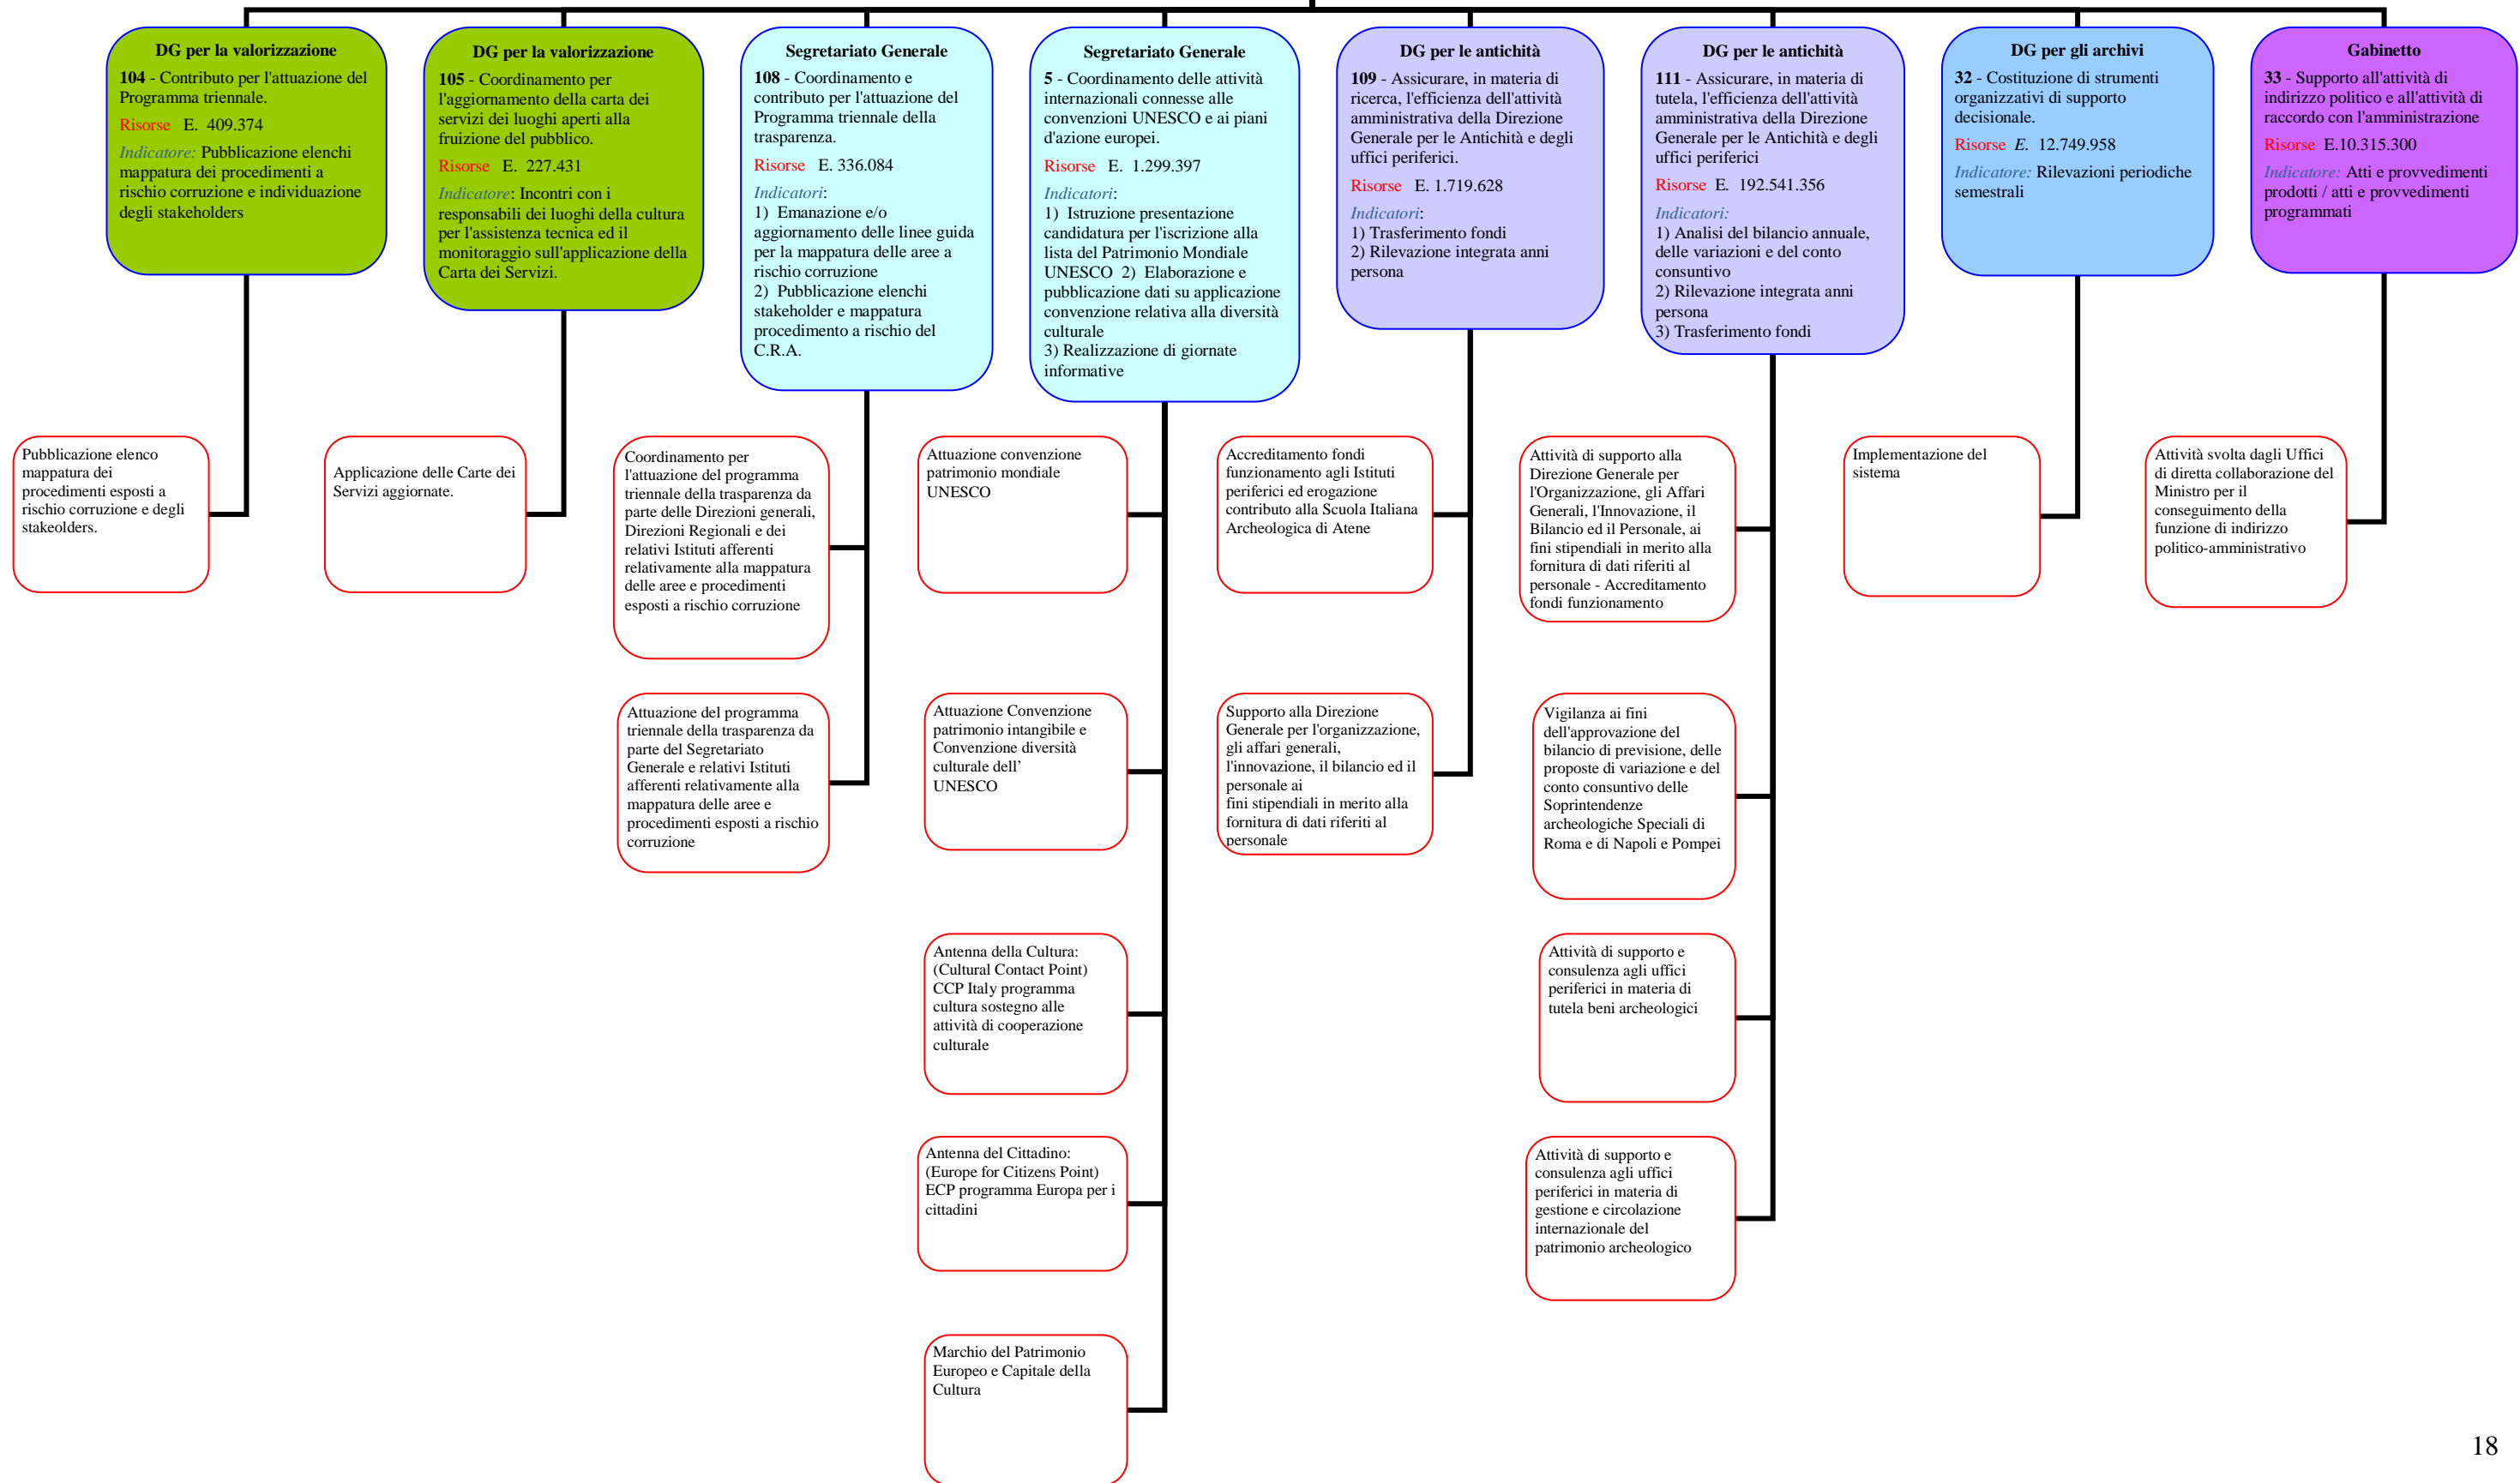 DG per la valorizzazione
104 - Contributo per l'attuazione del
Programma triennale.
Risorse E. 409.374
Indicatore: Pubblicazione elenchi
mappatura dei procedimenti a
rischio corruzione e individuazione
degli stakeholders
DG per la valorizzazione
105 - Coordinamento per
l'aggiornamento della carta dei
servizi dei luoghi aperti alla
fruizione del pubblico.
Risorse E. 227.431
Indicatore: Incontri con i
responsabili dei luoghi della cultura
per l'assistenza tecnica ed il
monitoraggio sull'applicazione della
Carta dei Servizi.
Segretariato Generale
108 - Coordinamento e
contributo per l'attuazione del
Programma triennale della
trasparenza.
Risorse E. 336.084
Indicatori:
1) Emanazione e/o
aggiornamento delle linee guida
per la mappatura delle aree a
rischio corruzione
2) Pubblicazione elenchi
stakeholder e mappatura
procedimento a rischio del
C.R.A.
Segretariato Generale
5 - Coordinamento delle attività
internazionali connesse alle
convenzioni UNESCO e ai piani
d'azione europei.
Risorse E. 1.299.397
Indicatori:
1) Istruzione presentazione
candidatura per l'iscrizione alla
lista del Patrimonio Mondiale
UNESCO 2) Elaborazione e
pubblicazione dati su applicazione
convenzione relativa alla diversità
culturale
3) Realizzazione di giornate
informative
DG per le antichità
109 - Assicurare, in materia di
ricerca, l'efficienza dell'attività
amministrativa della Direzione
Generale per le Antichità e degli
uffici periferici.
Risorse E. 1.719.628
Indicatori:
1) Trasferimento fondi
2) Rilevazione integrata anni
persona
DG per le antichità
111 - Assicurare, in materia di
tutela, l'efficienza dell'attività
amministrativa della Direzione
Generale per le Antichità e degli
uffici periferici
Risorse E. 192.541.356
Indicatori:
1) Analisi del bilancio annuale,
delle variazioni e del conto
consuntivo
2) Rilevazione integrata anni
persona
3) Trasferimento fondi
DG per gli archivi
32 - Costituzione di strumenti
organizzativi di supporto
decisionale.
Risorse E. 12.749.958
Indicatore: Rilevazioni periodiche
semestrali
Gabinetto
33 - Supporto all'attività di
indirizzo politico e all'attività di
raccordo con l'amministrazione
Risorse E.10.315.300
Indicatore: Atti e provvedimenti
prodotti / atti e provvedimenti
programmati
Pubblicazione elenco
mappatura dei
procedimenti esposti a
rischio corruzione e degli
stakeolders.
Applicazione delle Carte dei
Servizi aggiornate.
Coordinamento per
l'attuazione del programma
triennale della trasparenza da
parte delle Direzioni generali,
Direzioni Regionali e dei
relativi Istituti afferenti
relativamente alla mappatura
delle aree e procedimenti
esposti a rischio corruzione
Attuazione convenzione
patrimonio mondiale
UNESCO
Accreditamento fondi
funzionamento agli Istituti
periferici ed erogazione
contributo alla Scuola Italiana
Archeologica di Atene
Attività di supporto alla
Direzione Generale per
l'Organizzazione, gli Affari
Generali, l'Innovazione, il
Bilancio ed il Personale, ai
fini stipendiali in merito alla
fornitura di dati riferiti al
personale - Accreditamento
fondi funzionamento
Implementazione del
sistema
Attività svolta dagli Uffici
di diretta collaborazione del
Ministro per il
conseguimento della
funzione di indirizzo
politico-amministrativo
Attuazione del programma
triennale della trasparenza da
parte del Segretariato
Generale e relativi Istituti
afferenti relativamente alla
mappatura delle aree e
procedimenti esposti a rischio
corruzione
Attuazione Convenzione
patrimonio intangibile e
Convenzione diversità
culturale dell'
UNESCO
Supporto alla Direzione
Generale per l'organizzazione,
gli affari generali,
l'innovazione, il bilancio ed il
personale ai
fini stipendiali in merito alla
fornitura di dati riferiti al
personale
Vigilanza ai fini
dell'approvazione del
bilancio di previsione, delle
proposte di variazione e del
conto consuntivo delle
Soprintendenze
archeologiche Speciali di
Roma e di Napoli e Pompei
Antenna della Cultura:
(Cultural Contact Point)
CCP Italy programma
cultura sostegno alle
attività di cooperazione
culturale
Attività di supporto e
consulenza agli uffici
periferici in materia di
tutela beni archeologici
Antenna del Cittadino:
(Europe for Citizens Point)
ECP programma Europa per i
cittadini
Attività di supporto e
consulenza agli uffici
periferici in materia di
gestione e circolazione
internazionale del
patrimonio archeologico
Marchio del Patrimonio
Europeo e Capitale della
Cultura
18